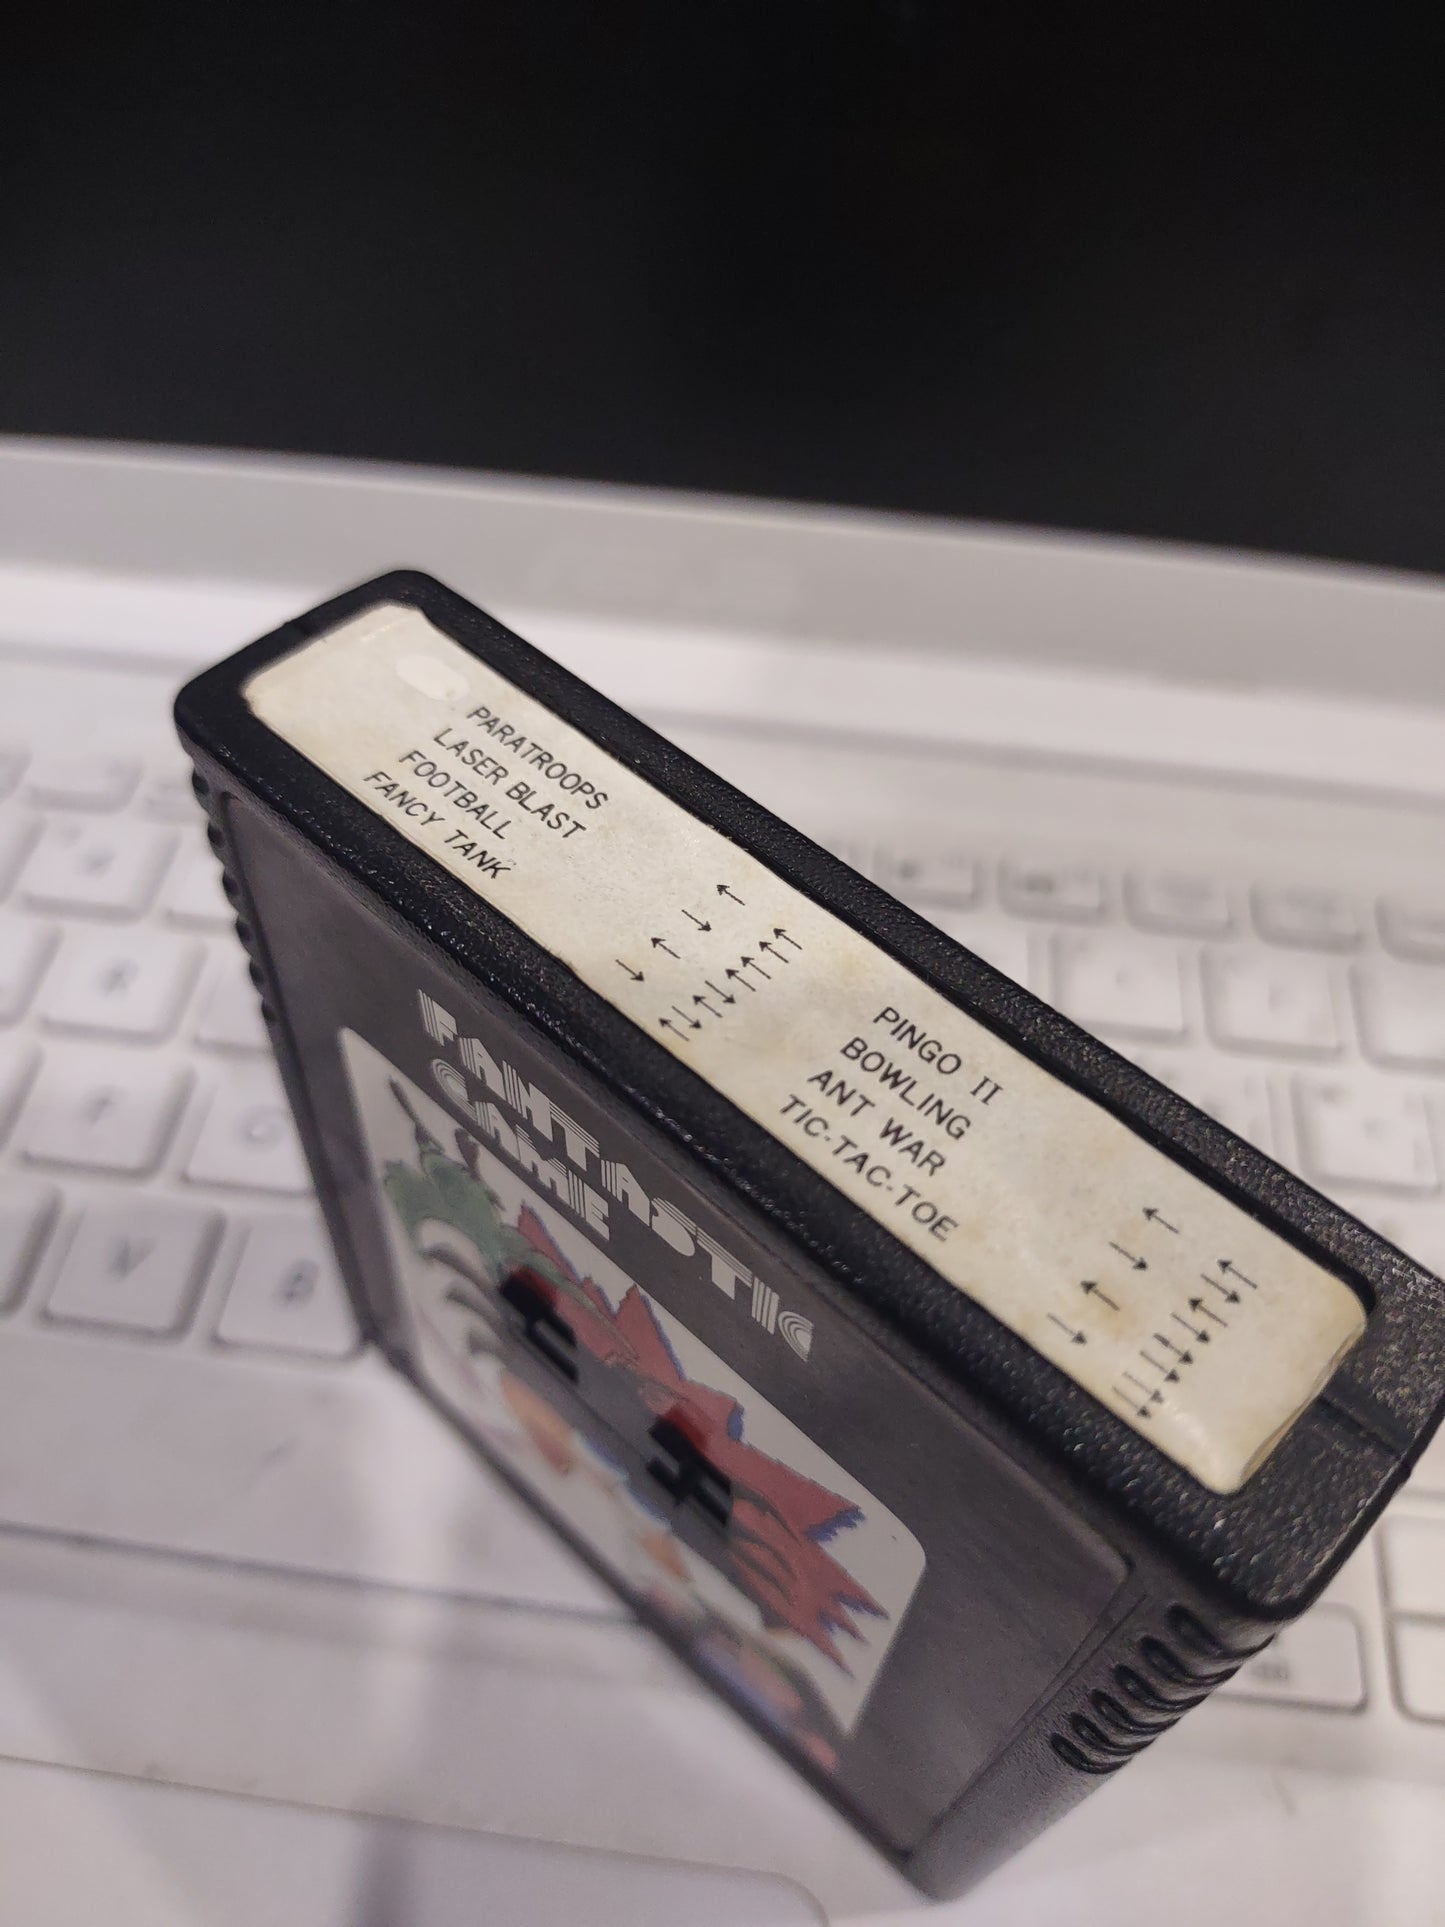 PARATROOPS
LASER BLAST
FOOTBALL
FANCY TANK
PINGO II
BOWLING
ANT WAR
TIC-TAC-TOE
FANTASTIC
GAME